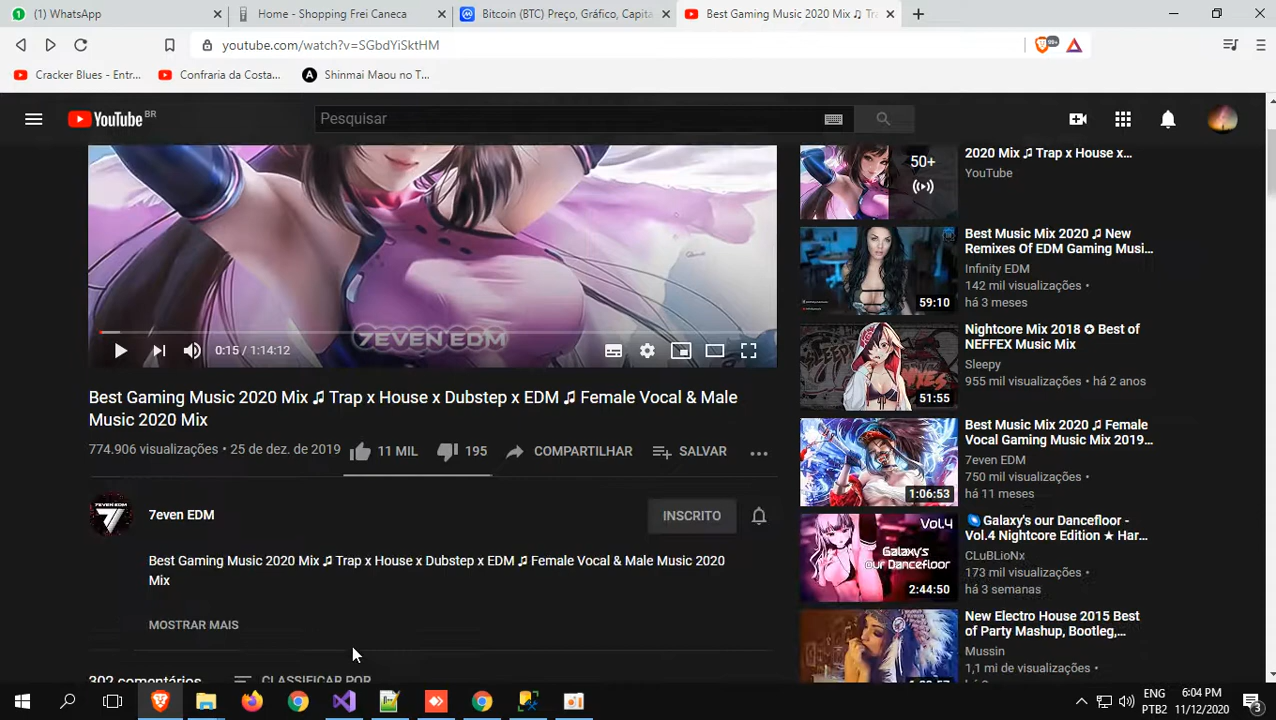 (1) WhatsApp
Home - Shopping Frei Caneca
Bitcoin (BTC) Preço, Gráfico, Capita
Best Gaming Music 2020 Mix ♫ Tra
youtube.com/watch?v=SGbdYiSktHM
99+
Cracker Blues - Entr...
Confraria da Costa...
A
Shinmai Maou no T...
YouTube BR
Pesquisar
7EVEN EDM
0:15 / 1:14:12
Best Gaming Music 2020 Mix ♫ Trap x House x Dubstep x EDM ♫ Female Vocal & Male
Music 2020 Mix
774.906 visualizações • 25 de dez. de 2019
11 MIL
195
COMPARTILHAR
SALVAR
7EVEN EDM
7even EDM
INSCRITO
Best Gaming Music 2020 Mix ♫ Trap x House x Dubstep x EDM ♫ Female Vocal & Male Music 2020
Mix
MOSTRAR MAIS
302 comentários
CLASSIFICAR POR
50+
2020 Mix ♫ Trap x House x...
YouTube
59:10
Best Music Mix 2020 ♫ New
Remixes Of EDM Gaming Musi...
Infinity EDM
142 mil visualizações •
há 3 meses
51:55
Nightcore Mix 2018 ✪ Best of
NEFFEX Music Mix
Sleepy
955 mil visualizações • há 2 anos
1:06:53
Best Music Mix 2020 ♫ Female
Vocal Gaming Music Mix 2019...
7even EDM
750 mil visualizações •
há 11 meses
VOL4
Galaxy's
our Dancefloor
2:44:50
Galaxy's our Dancefloor -
Vol.4 Nightcore Edition ★ Har...
CLuBLioNx
173 mil visualizações •
há 3 semanas
New Electro House 2015 Best
of Party Mashup, Bootleg,...
Mussin
1,1 mi de visualizações •
ENG
PTB2
6:04 PM
11/12/2020
3